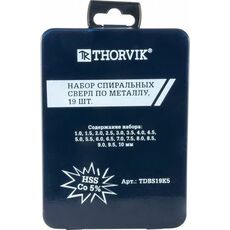 TR THORVIK®
НАБОР СПИРАЛЬНЫХ
СВЕРЛ ПО МЕТАЛЛУ,
19 ШТ.
Содержание набора:
1.0, 1.5, 2.0, 2.5, 3.0, 3.5, 4.0, 4.5,
5.0, 5.5, 6.0, 6.5, 7.0, 7.5, 8.0, 8.5,
9.0, 9.5, 10 мм
HSS
Co 5%
Арт.: TDBS19K5